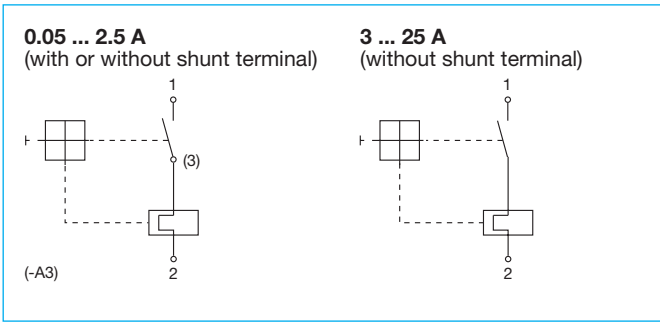 0.05 ... 2.5 A
(with or without shunt terminal)
1
(3)
2
(-A3)
3 ... 25 A
(without shunt terminal)
1
2